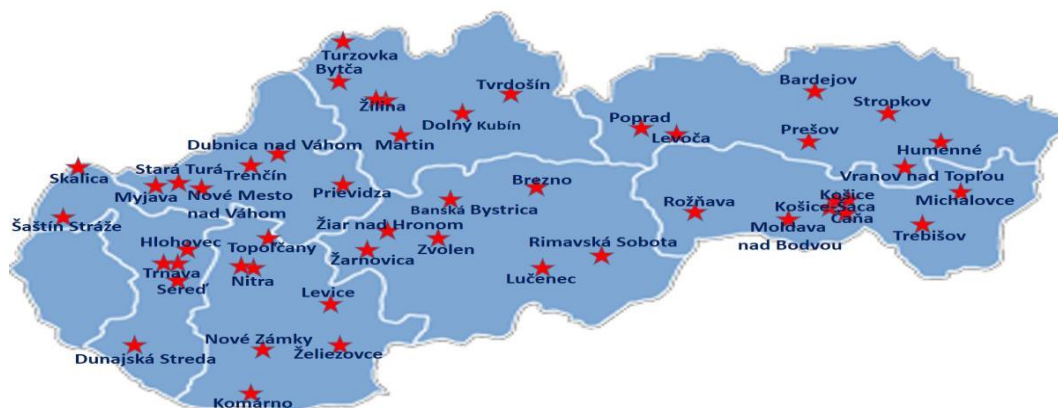 Turzovka
Bytča
Žilina
Tvrdošín
Dolný Kubín
Martin
Bardejov
Stropkov
Poprad
Levoča
Prešov
Humenné
Vranov nad Topľou
Michalovce
Dubnica nad Váhom
Trenčín
Stará Turá
Skalica
Myjava
Nové Mesto
nad Váhom
Prievidza
Brezno
Banská Bystrica
Rožňava
Košice
Košice-Šaca
Čaňa
Moldava
nad Bodvou
Trebišov
Šaštín Stráže
Žiar nad Hronom
Zvolen
Žarnovica
Rimavská Sobota
Lučenec
Hlohovec
Topoľčany
Trnava
Sereď
Nitra
Levice
Nové Zámky
Želiezovce
Dunajská Streda
Komárno